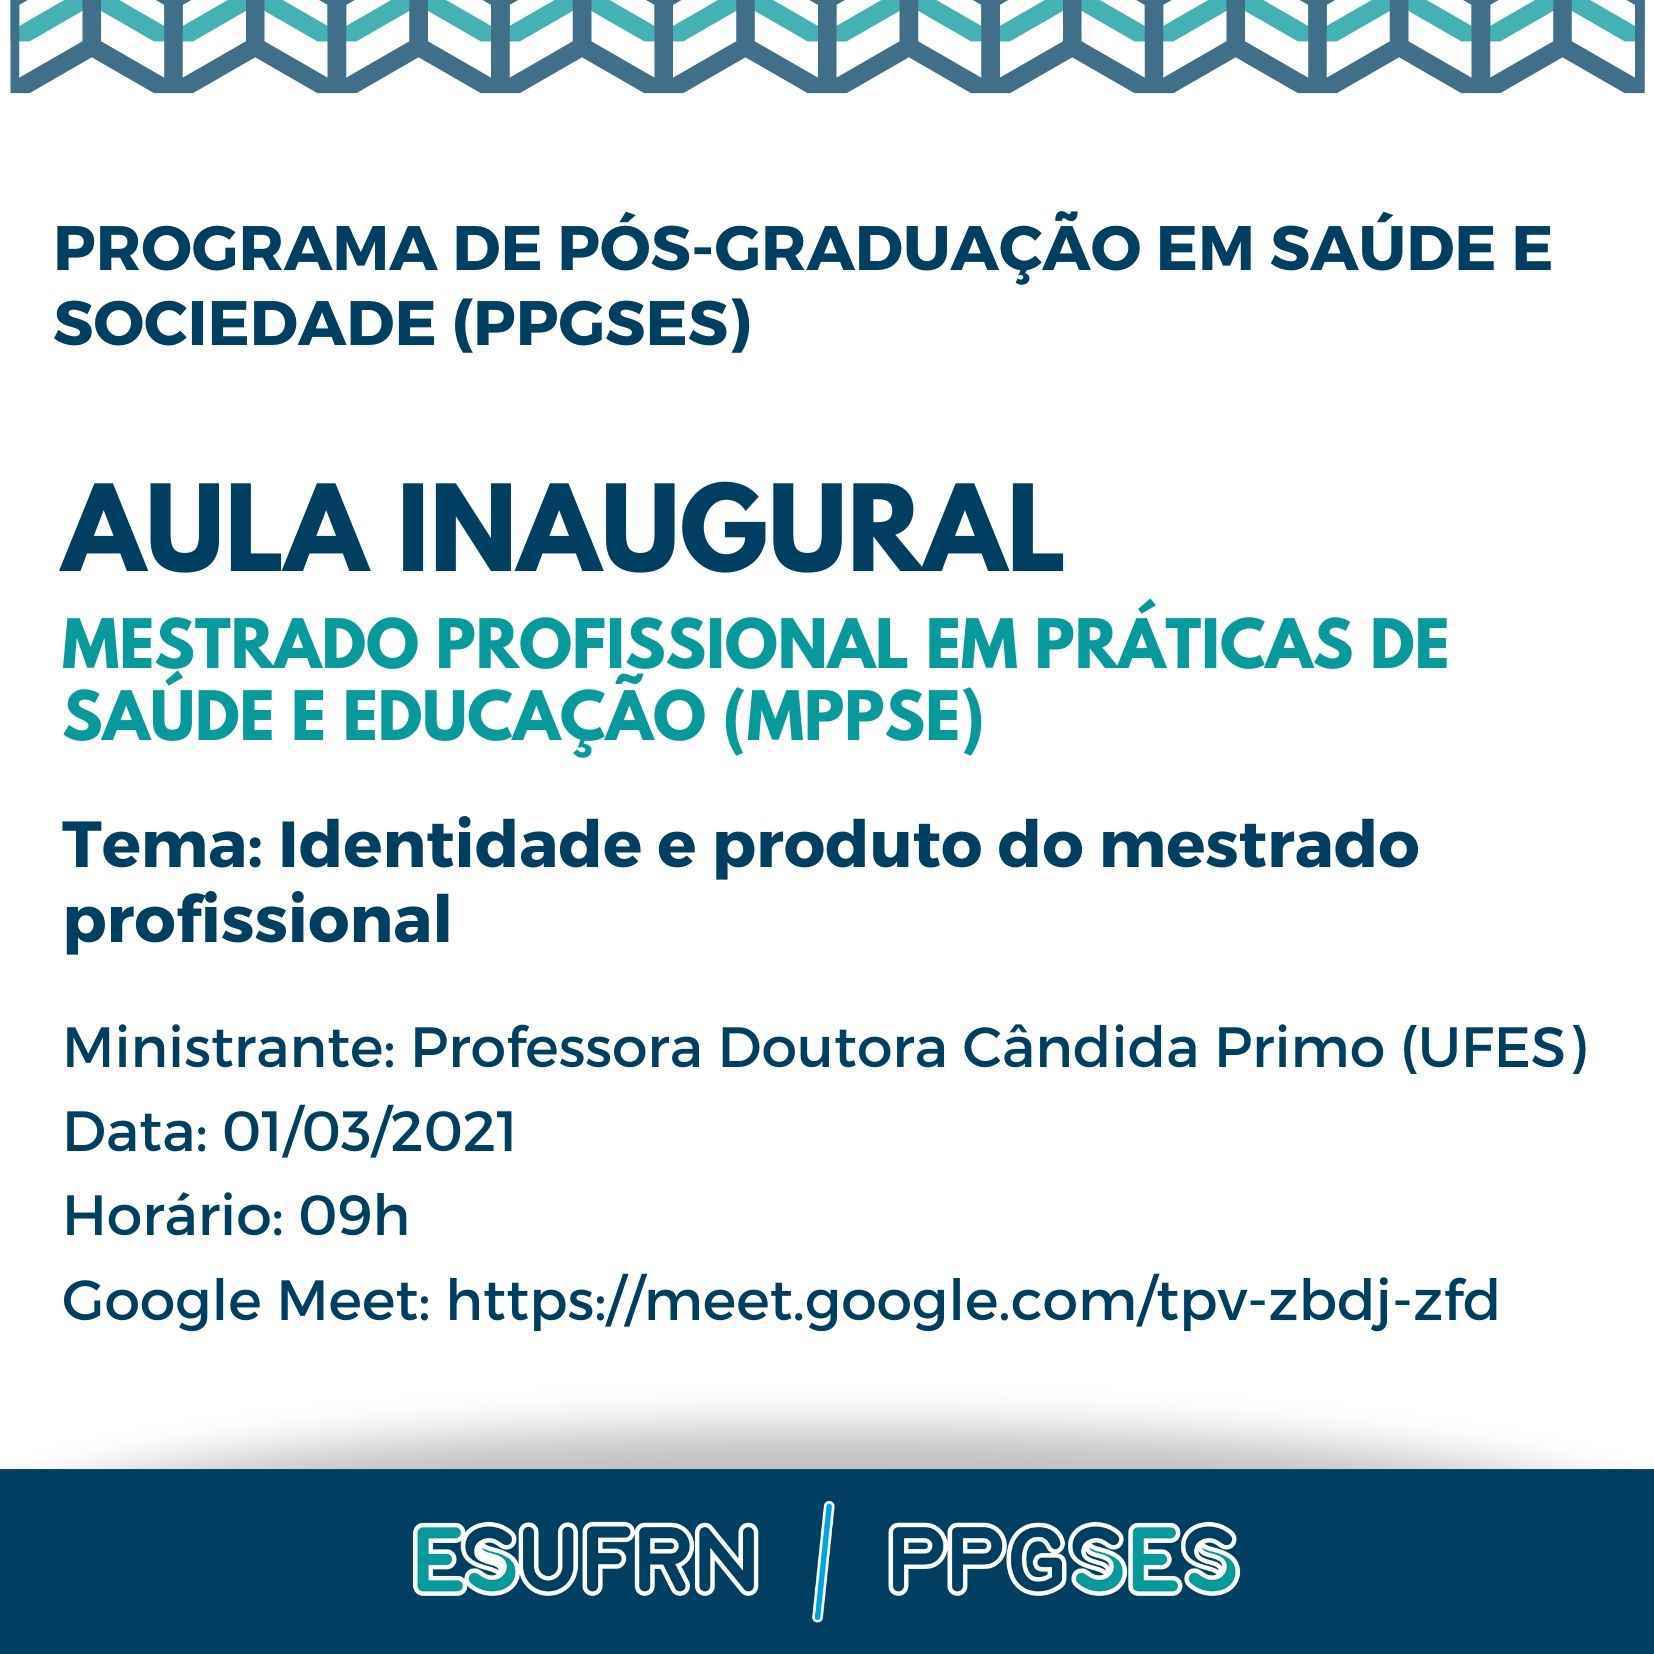 PROGRAMA DE PÓS-GRADUAÇÃO EM SAÚDE E
SOCIEDADE (PPGSES)
AULA INAUGURAL
MESTRADO PROFISSIONAL EM PRÁTICAS DE
SAÚDE E EDUCAÇÃO (MPPSE)
Tema: Identidade e produto do mestrado
profissional
Ministrante: Professora Doutora Cândida Primo (UFES)
Data: 01/03/2021
Horário: 09h
Google Meet: https://meet.google.com/tpv-zbdj-zfd
ESUFRN / PPGSES